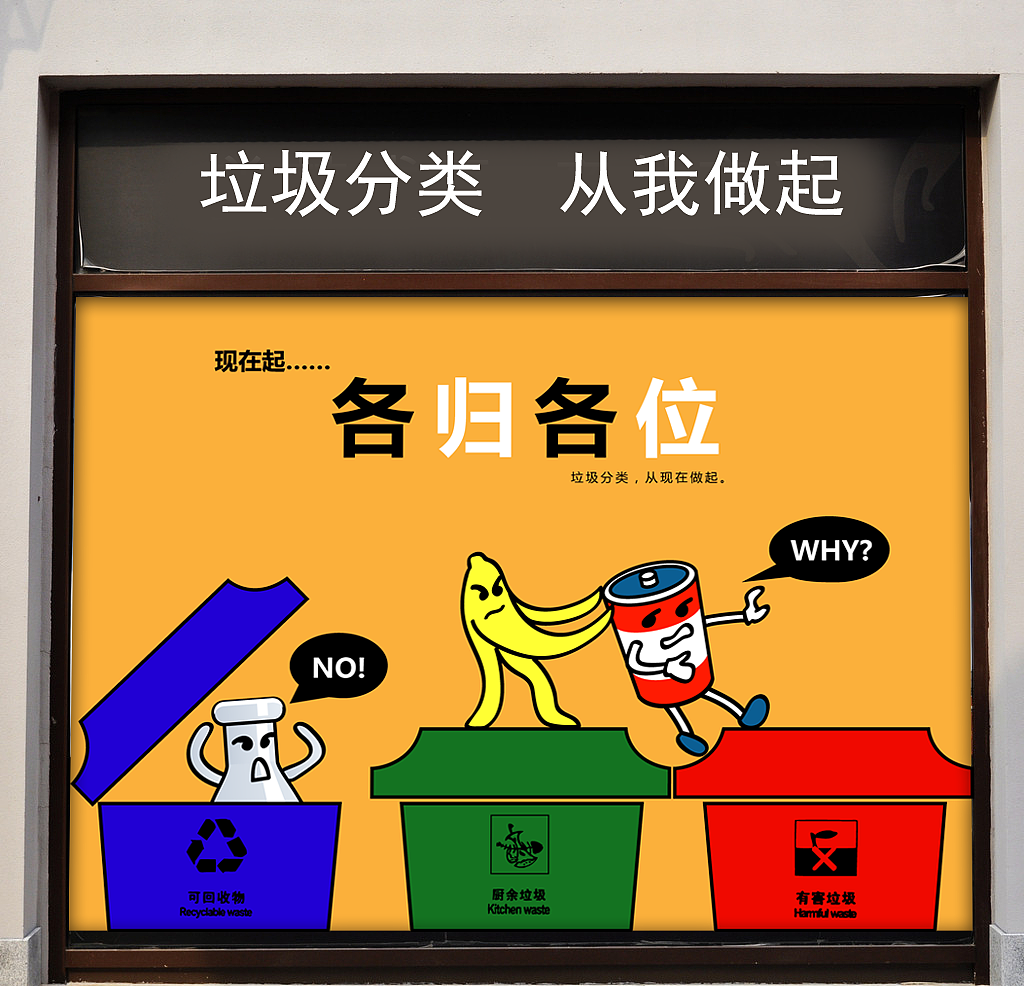 垃圾分类 从我做起
现在起......
各归各位
垃圾分类，从现在做起。
WHY?
NO!
可回收物
Recyclable waste
厨余垃圾
Kitchen waste
有害垃圾
Harmful waste